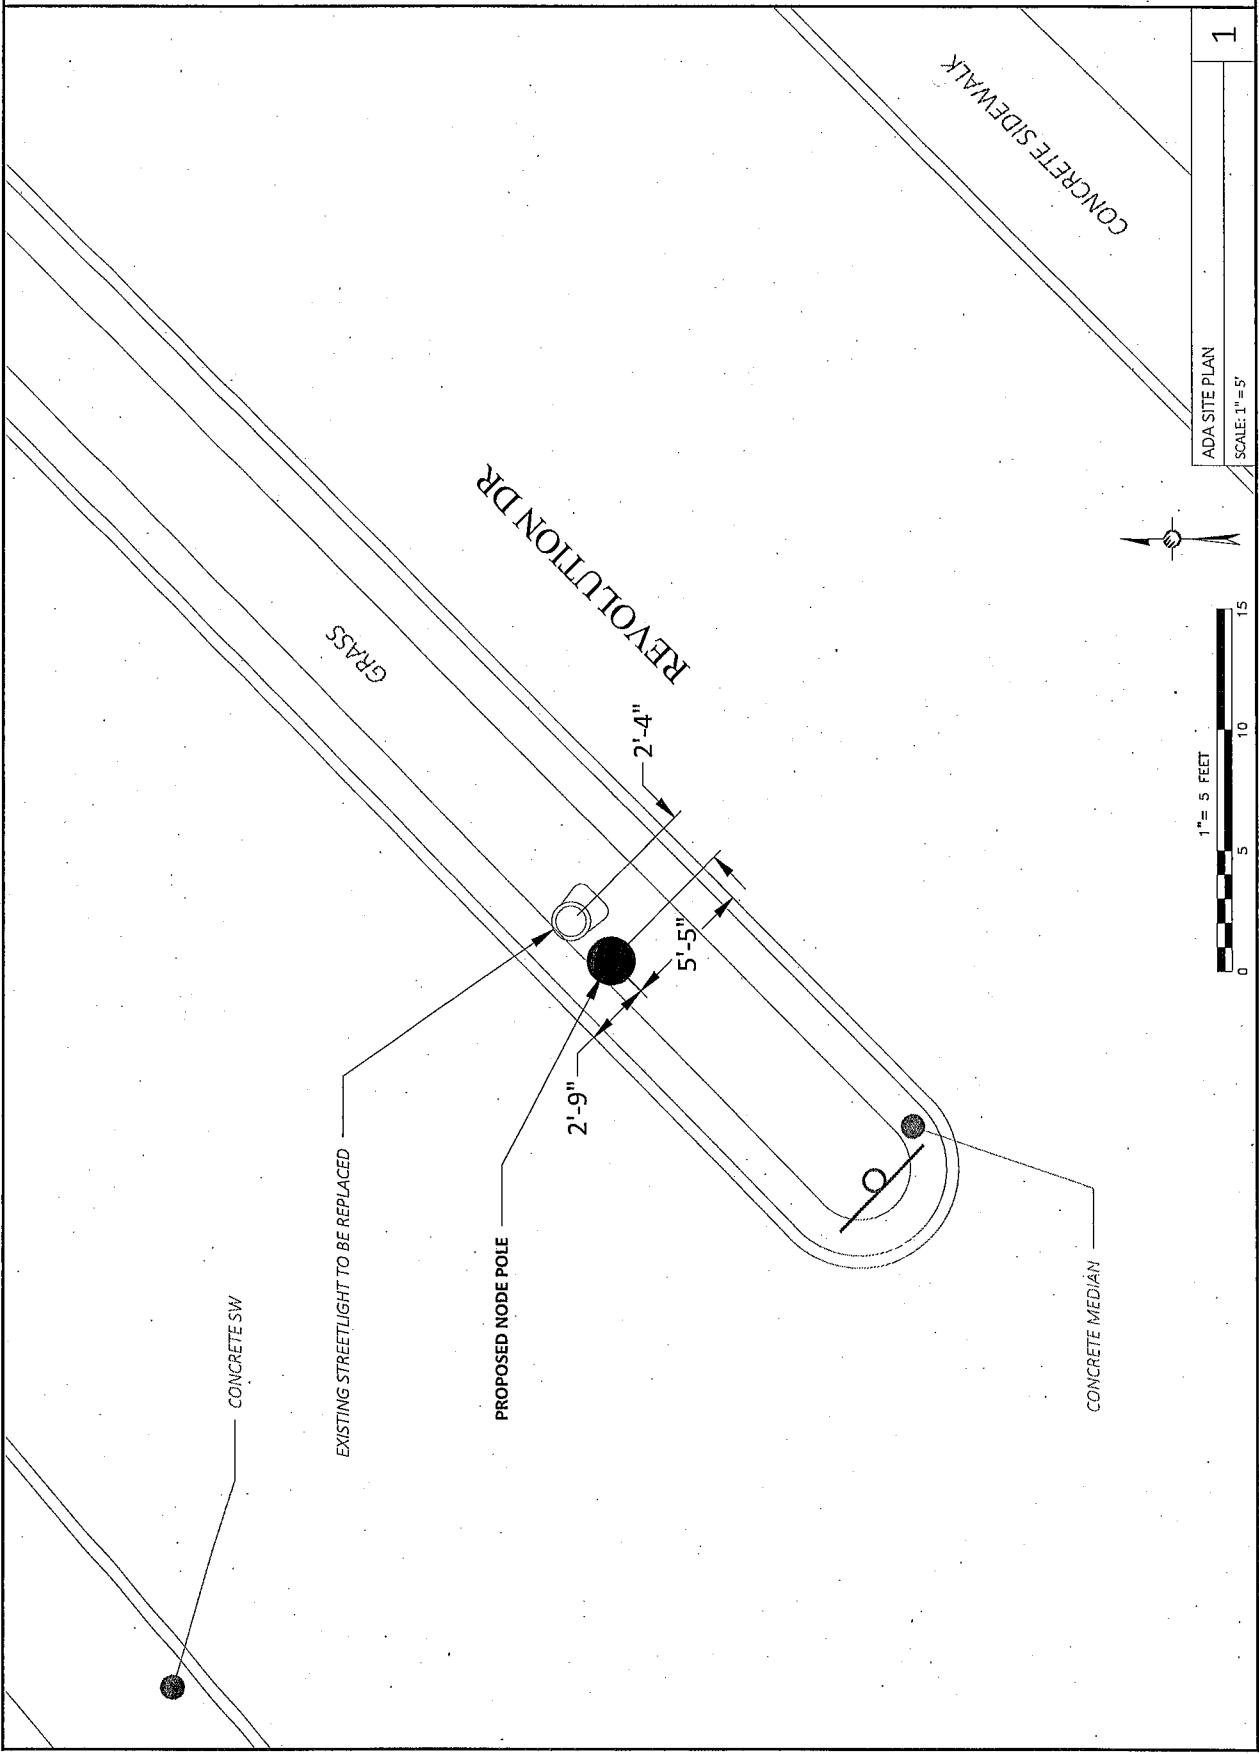 CONCRETE SW
EXISTING STREETLIGHT TO BE REPLACED
PROPOSED NODE POLE
2'-9"
5'-5"
2'-4"
GRASS
REVOLUTION DR
CONCRETE SIDEWALK
CONCRETE MEDIAN
1"= 5 FEET
0 5 10 15
ADA SITE PLAN
SCALE: 1" = 5'
1